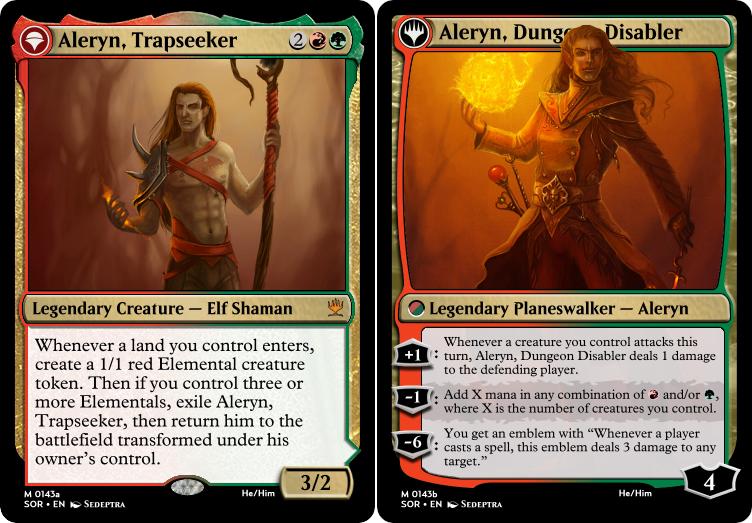 Aleryn, Trapseeker 2
Legendary Creature — Elf Shaman
Whenever a land you control enters,
create a 1/1 red Elemental creature
token. Then if you control three or
more Elementals, exile Aleryn,
Trapseeker, then return him to the
battlefield transformed under his
owner's control.
3/2
M 0143a He/Him
SOR • EN Sedeptra
Aleryn, Dungeon Disabler
Legendary Planeswalker — Aleryn
+1: Whenever a creature you control attacks this
turn, Aleryn, Dungeon Disabler deals 1 damage
to the defending player.
-1: Add X mana in any combination of and/or ,
where X is the number of creatures you control.
-6: You get an emblem with “Whenever a player
casts a spell, this emblem deals 3 damage to any
target.”
4
M 0143b He/Him
SOR • EN Sedeptra